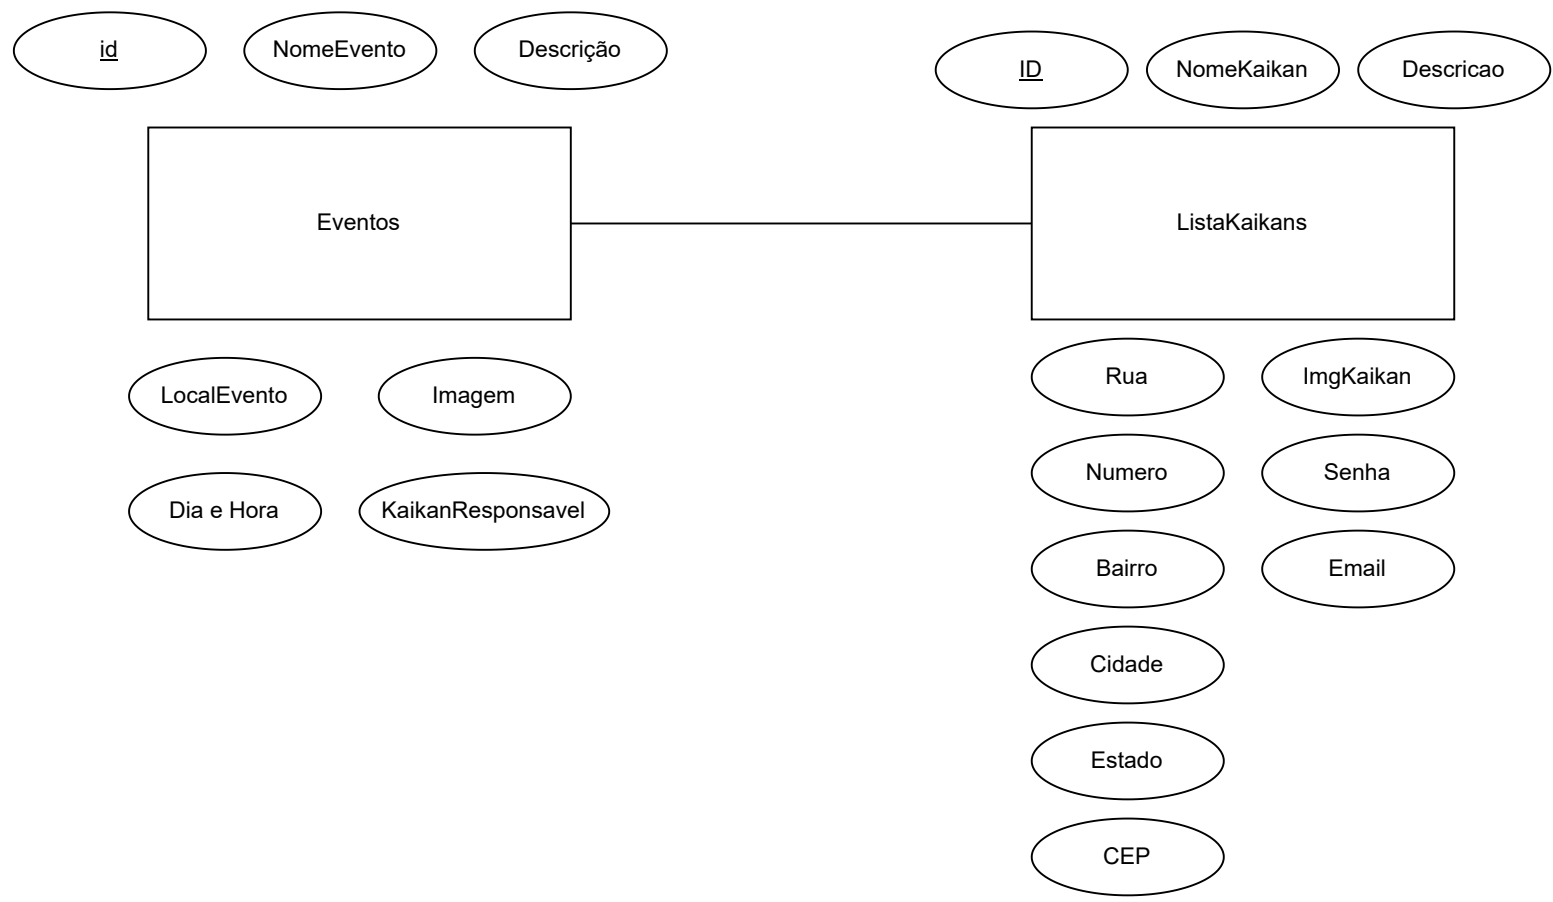 id
NomeEvento
Descrição
ID
NomeKaikan
Descricao
Eventos
ListaKaikans
LocalEvento
Imagem
Dia e Hora
KaikanResponsavel
Rua
ImgKaikan
Numero
Senha
Bairro
Email
Cidade
Estado
CEP